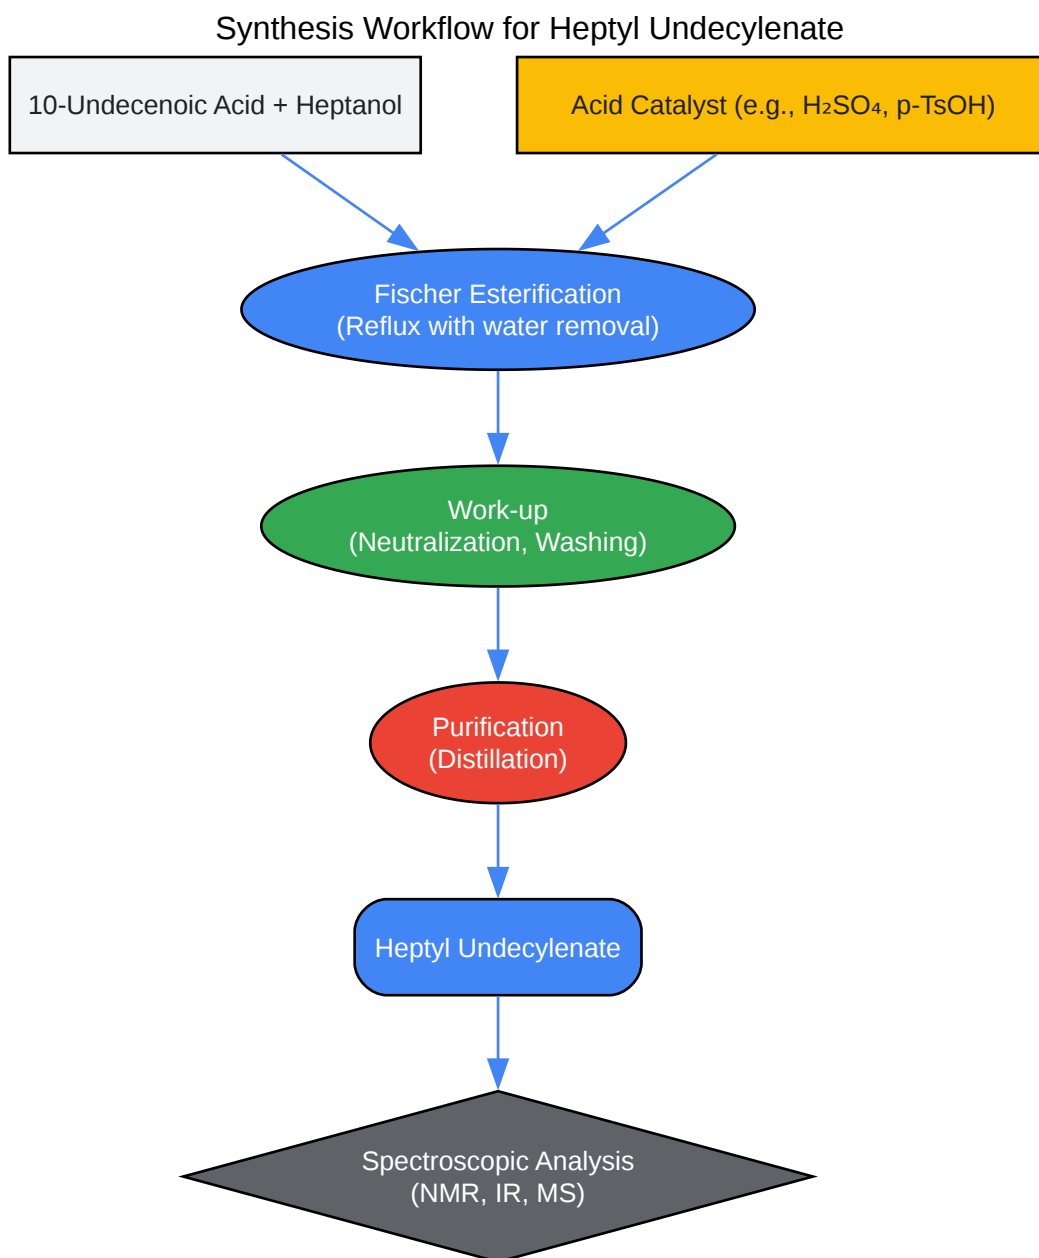 Synthesis Workflow for Heptyl Undecylenate
10-Undecenoic Acid + Heptanol
Acid Catalyst (e.g., H₂SO₄, p-TsOH)
Fischer Esterification
(Reflux with water removal)
Work-up
(Neutralization, Washing)
Purification
(Distillation)
Heptyl Undecylenate
Spectroscopic Analysis
(NMR, IR, MS)